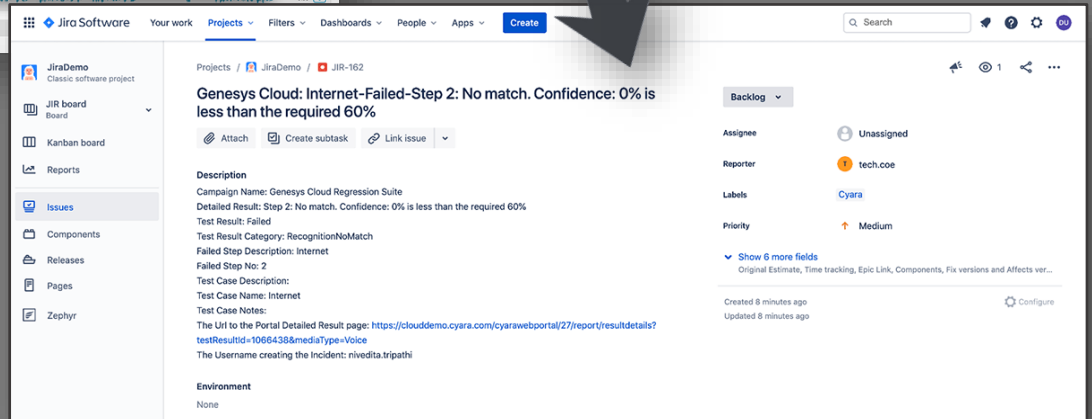 Jira Software
Your work
Projects
Filters
Dashboards
People
Apps
Create
Search
DU
JiraDemo
Classic software project
JIR board
Board
Kanban board
Reports
Issues
Components
Releases
Pages
Zephyr
Projects / JiraDemo / JIR-162
Genesys Cloud: Internet-Failed-Step 2: No match. Confidence: 0% is
less than the required 60%
Attach
Create subtask
Link issue
Description
Campaign Name: Genesys Cloud Regression Suite
Detailed Result: Step 2: No match. Confidence: 0% is less than the required 60%
Test Result: Failed
Test Result Category: RecognitionNoMatch
Failed Step Description: Internet
Failed Step No: 2
Test Case Description:
Test Case Name: Internet
Test Case Notes:
The Url to the Portal Detailed Result page: https://clouddemo.cyara.com/cyarawebportal/27/report/resultdetails?
testResultId=1066438&mediaType=Voice
The Username creating the Incident: nivedita.tripathi
Environment
None
1
Backlog
Assignee
Unassigned
Reporter
T tech.coe
Labels
Cyara
Priority
Medium
Show 6 more fields
Original Estimate, Time tracking, Epic Link, Components, Fix versions and Affects ver...
Created 8 minutes ago
Configure
Updated 8 minutes ago